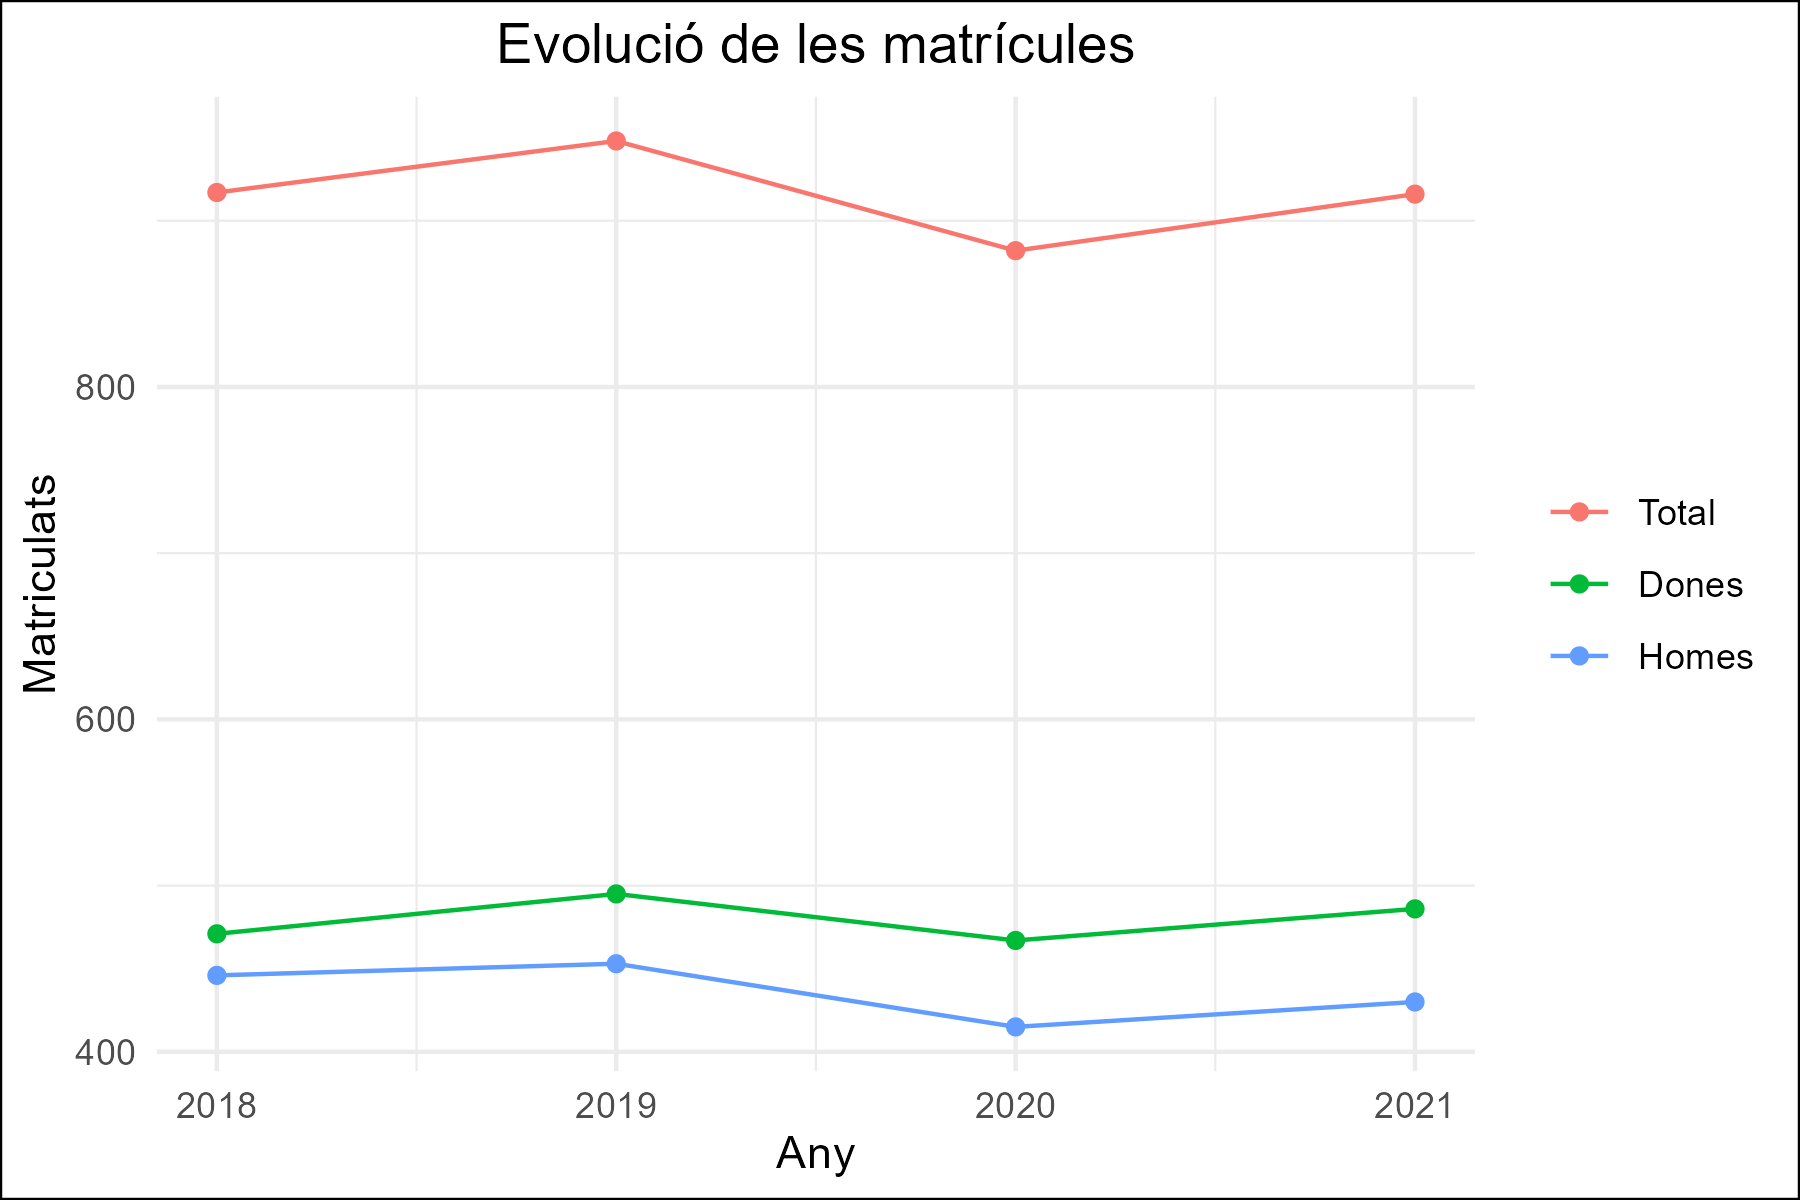 Evolució de les matrícules
Matriculats
800
600
400
2018
2019
2020
2021
Any
Total
Dones
Homes